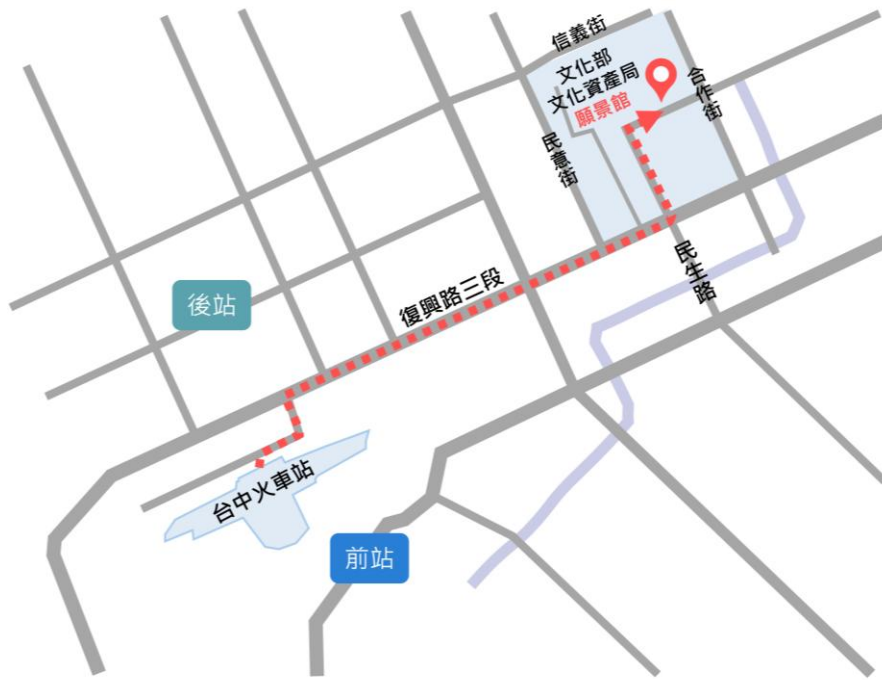 信義街
文化部
文化資產局
願景館
合作街
民意街
民生路
復興路三段
後站
台中火車站
前站